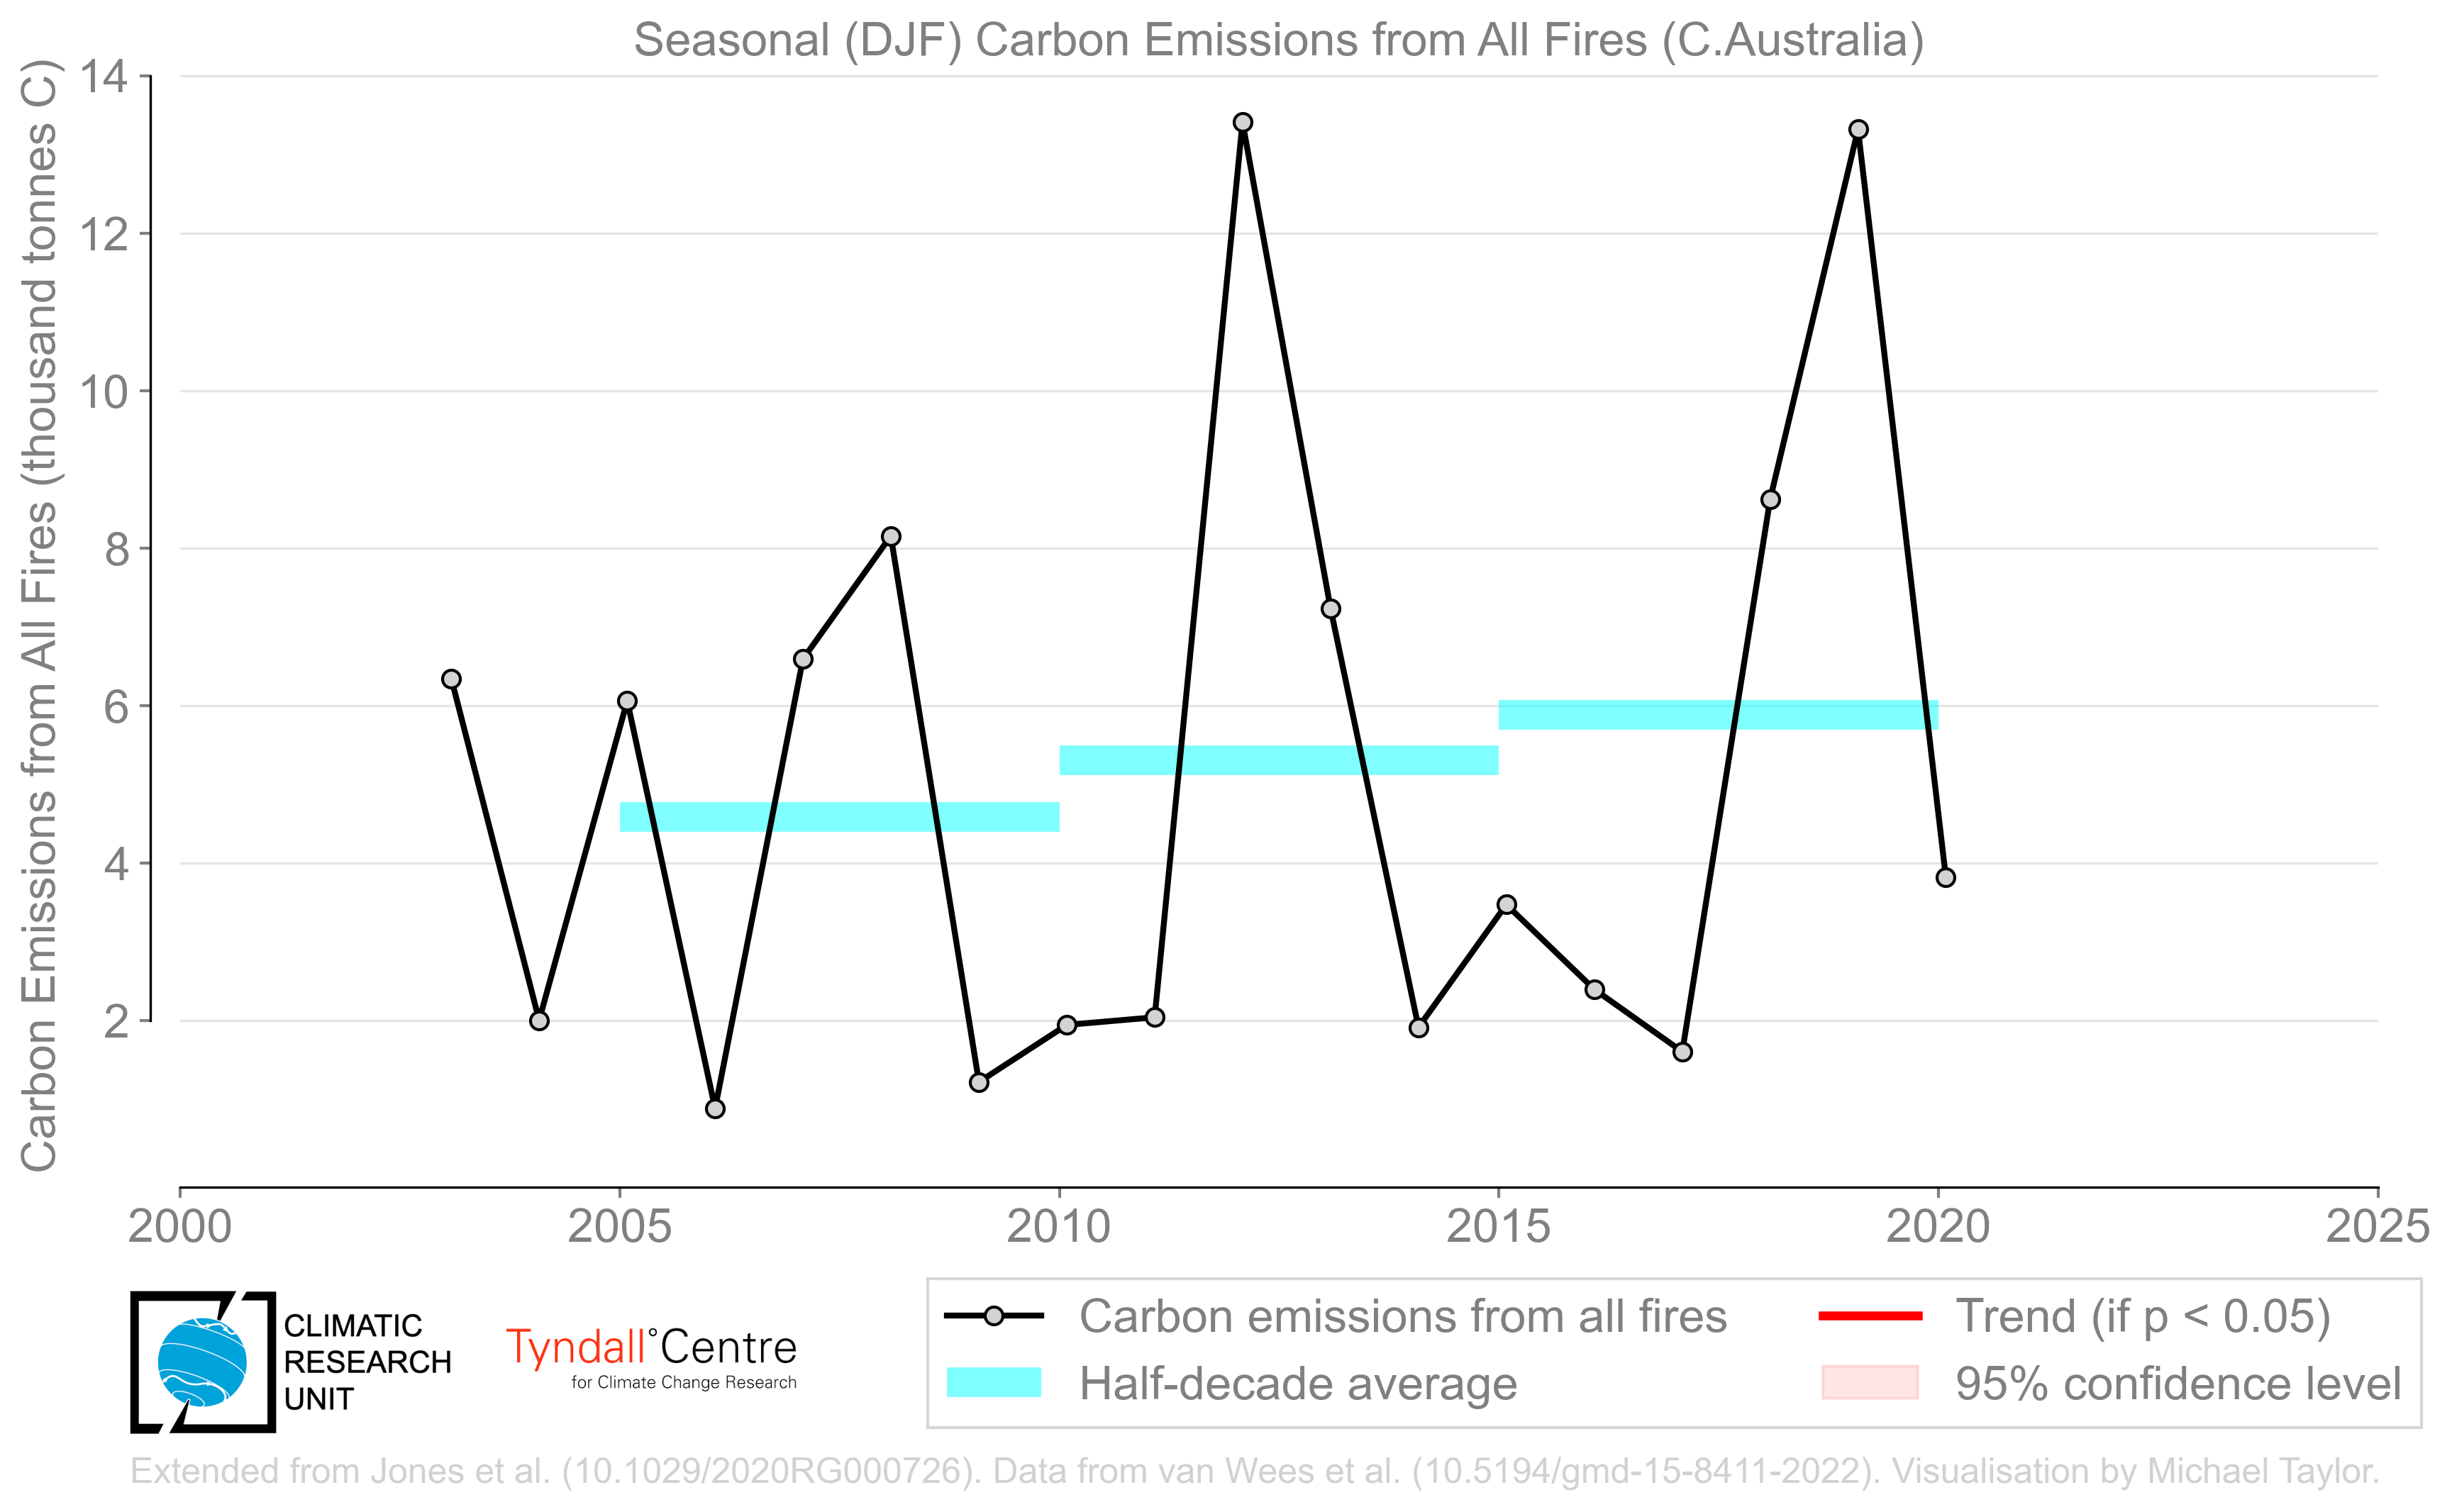 Seasonal (DJF) Carbon Emissions from All Fires (C.Australia)
Carbon Emissions from All Fires (thousand tonnes C)
14
12
10
8
6
4
2
2000 2005 2010 2015 2020 2025
CLIMATIC
RESEARCH
UNIT
Tyndall°Centre
for Climate Change Research
Carbon emissions from all fires
Half-decade average
Trend (if p < 0.05)
95% confidence level
Extended from Jones et al. (10.1029/2020RG000726). Data from van Wees et al. (10.5194/gmd-15-8411-2022). Visualisation by Michael Taylor.